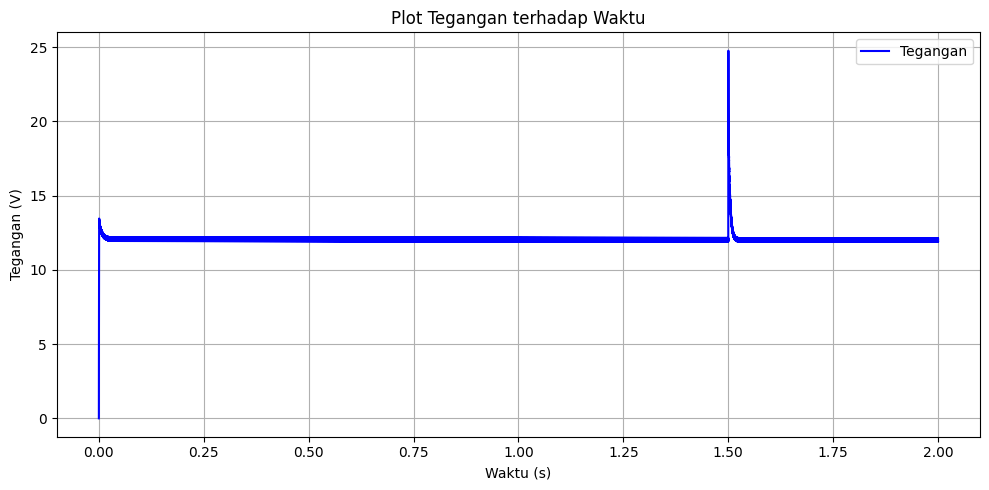 Plot Tegangan terhadap Waktu
Tegangan
Tegangan (V)
25
20
15
10
5
0
0.00 0.25 0.50 0.75 1.00 1.25 1.50 1.75 2.00
Waktu (s)